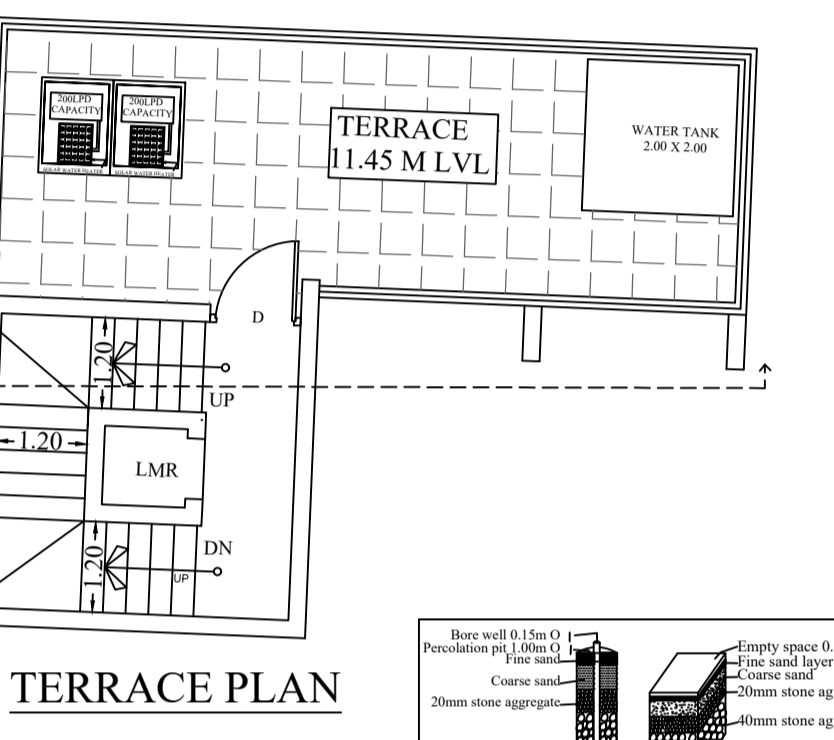 200LPD
CAPACITY
200LPD
CAPACITY
SOLAR WATER HEATER
SOLAR WATER HEATER
TERRACE
11.45 M LVL
WATER TANK
2.00 X 2.00
D
1.20
UP
1.20
LMR
1.20
DN
UP
TERRACE PLAN
Bore well 0.15m O
Percolation pit 1.00m O
Fine sand
Coarse sand
20mm stone aggregate
Empty space 0.
Fine sand layer
Coarse sand
20mm stone ag
40mm stone ag